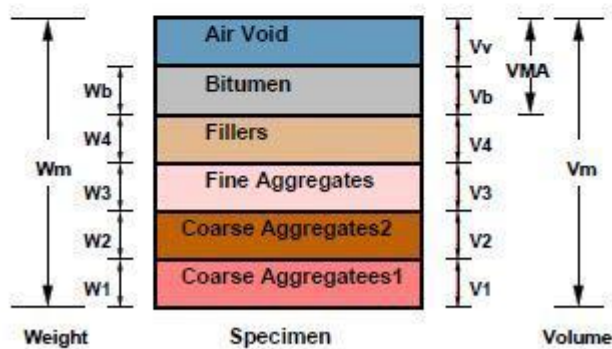 Air Void
Vv
VMA
Wb
Bitumen
Vb
W4
Fillers
V4
Wm
Vm
W3
Fine Aggregates
V3
W2
Coarse Aggregates2
V2
W1
Coarse Aggregatees1
V1
Weight
Specimen
Volume